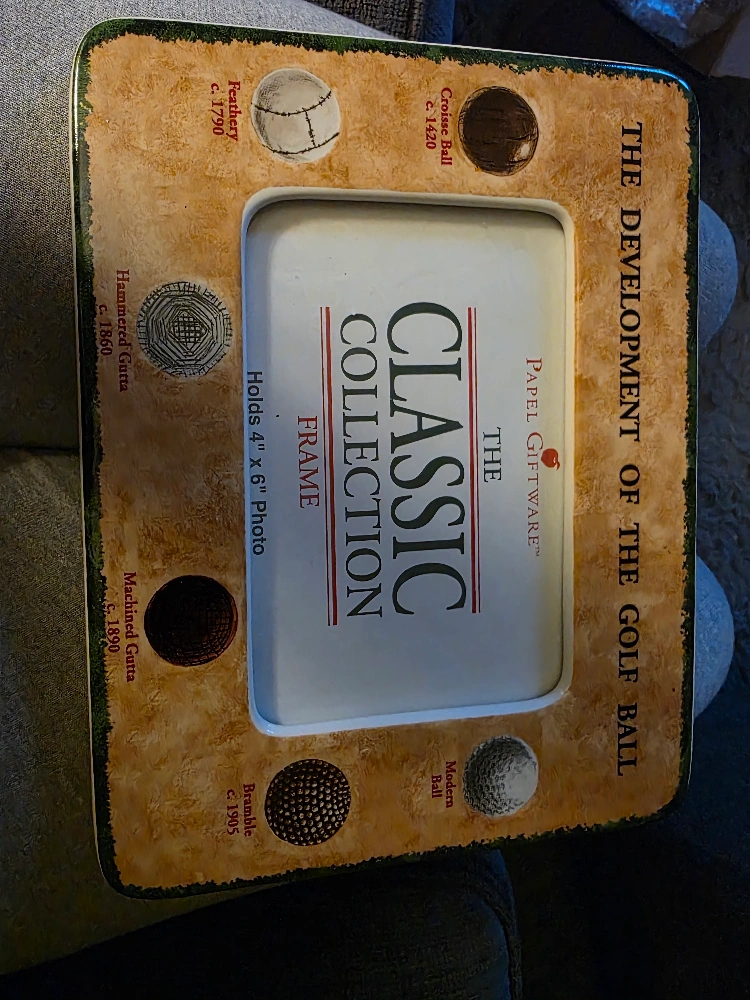 THE DEVELOPMENT OF THE GOLF BALL
Croisse Ball
c. 1420
Feathery
c. 1790
Hammered Gutta
c. 1860
Machined Gutta
c. 1890
Bramble
c. 1905
Modern
Ball
PAPEL GIFTWARE™
THE
CLASSIC
COLLECTION
FRAME
Holds 4" x 6" Photo